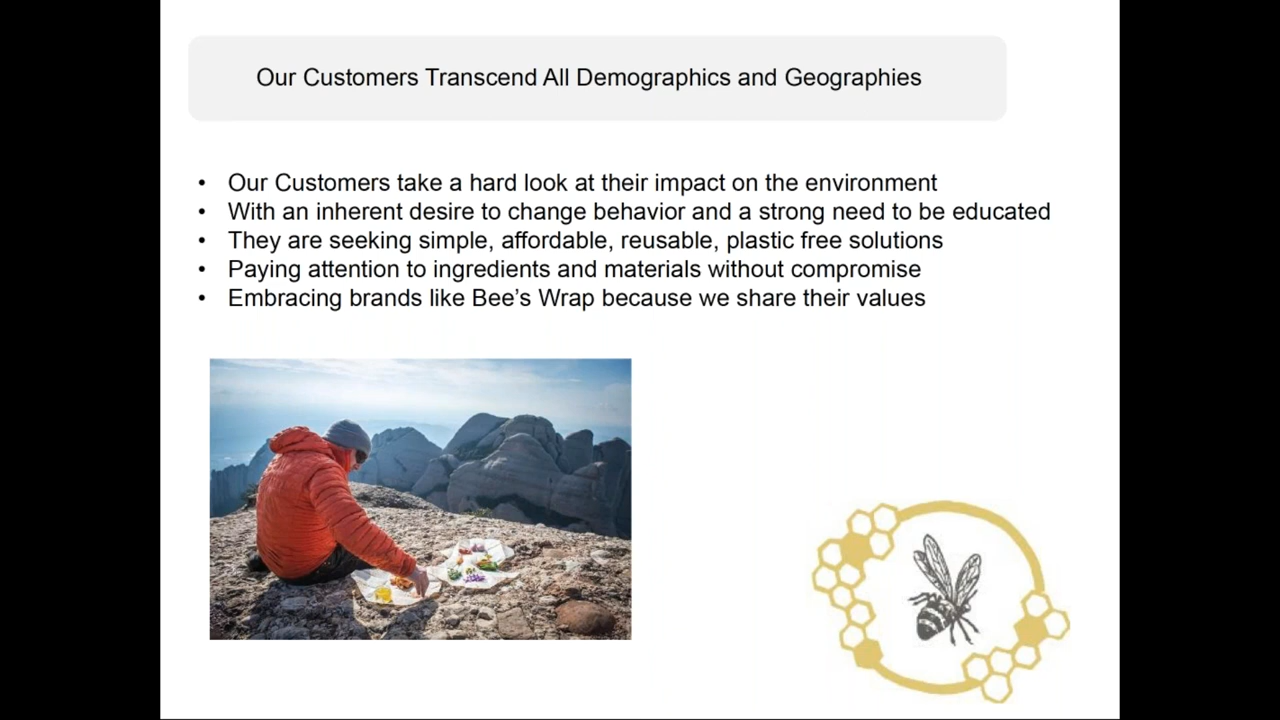 Our Customers Transcend All Demographics and Geographies
• Our Customers take a hard look at their impact on the environment
• With an inherent desire to change behavior and a strong need to be educated
• They are seeking simple, affordable, reusable, plastic free solutions
• Paying attention to ingredients and materials without compromise
• Embracing brands like Bee’s Wrap because we share their values